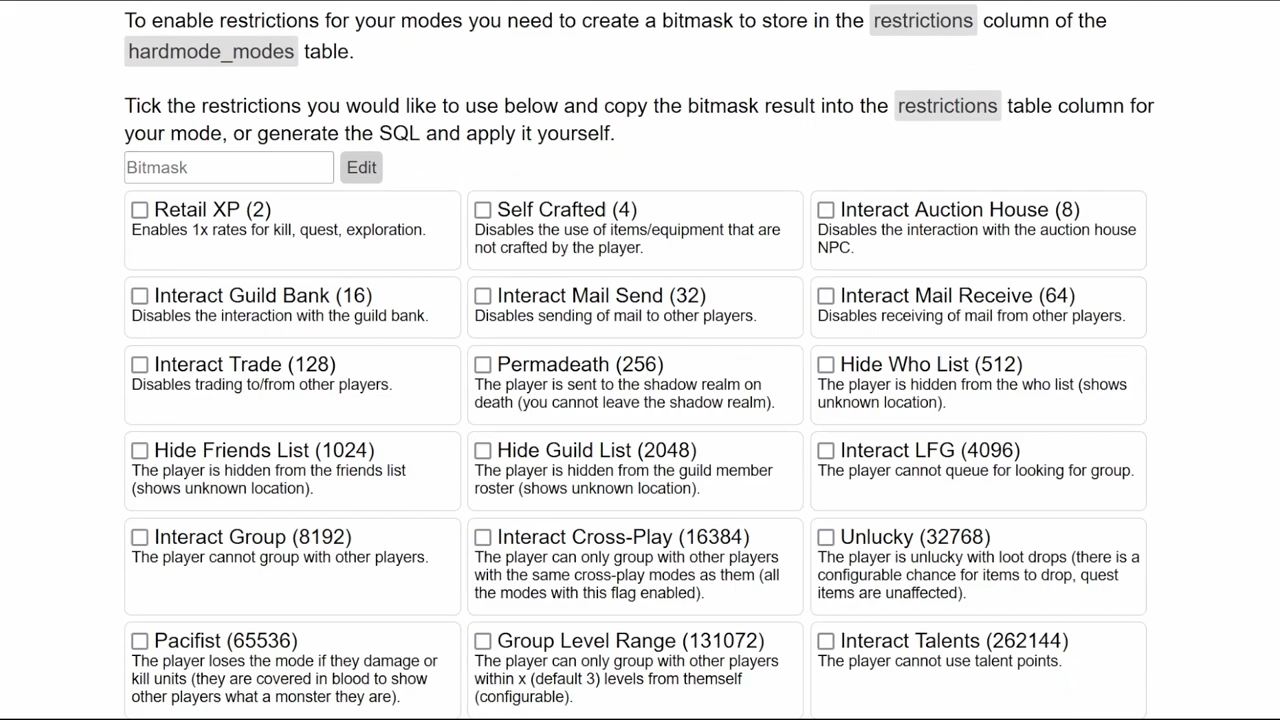 To enable restrictions for your modes you need to create a bitmask to store in the restrictions column of the
hardmode_modes table.
Tick the restrictions you would like to use below and copy the bitmask result into the restrictions table column for
your mode, or generate the SQL and apply it yourself.
Bitmask Edit
Retail XP (2)
Enables 1x rates for kill, quest, exploration.
Self Crafted (4)
Disables the use of items/equipment that are
not crafted by the player.
Interact Auction House (8)
Disables the interaction with the auction house
NPC.
Interact Guild Bank (16)
Disables the interaction with the guild bank.
Interact Mail Send (32)
Disables sending of mail to other players.
Interact Mail Receive (64)
Disables receiving of mail from other players.
Interact Trade (128)
Disables trading to/from other players.
Permadeath (256)
The player is sent to the shadow realm on
death (you cannot leave the shadow realm).
Hide Who List (512)
The player is hidden from the who list (shows
unknown location).
Hide Friends List (1024)
The player is hidden from the friends list
(shows unknown location).
Hide Guild List (2048)
The player is hidden from the guild member
roster (shows unknown location).
Interact LFG (4096)
The player cannot queue for looking for group.
Interact Group (8192)
The player cannot group with other players.
Interact Cross-Play (16384)
The player can only group with other players
with the same cross-play modes as them (all
the modes with this flag enabled).
Unlucky (32768)
The player is unlucky with loot drops (there is a
configurable chance for items to drop, quest
items are unaffected).
Pacifist (65536)
The player loses the mode if they damage or
kill units (they are covered in blood to show
other players what a monster they are).
Group Level Range (131072)
The player can only group with other players
within x (default 3) levels from themself
(configurable).
Interact Talents (262144)
The player cannot use talent points.